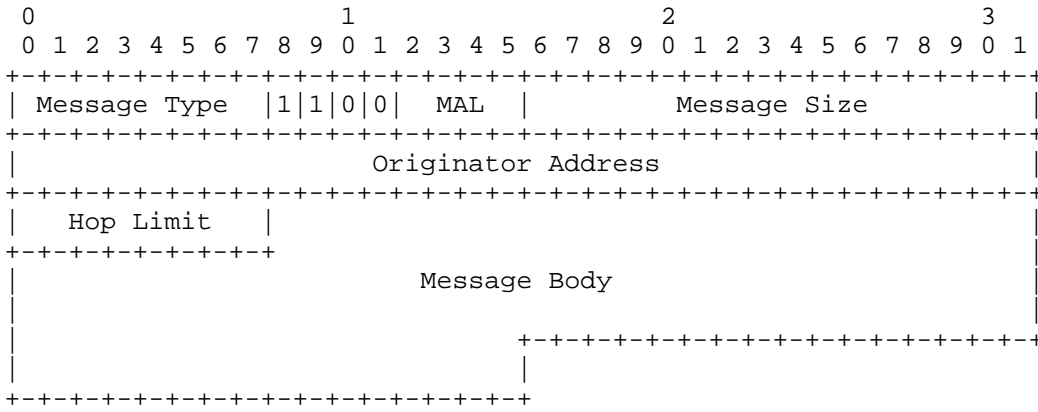 0                   1                   2                   3
 0 1 2 3 4 5 6 7 8 9 0 1 2 3 4 5 6 7 8 9 0 1 2 3 4 5 6 7 8 9 0 1
+-+-+-+-+-+-+-+-+-+-+-+-+-+-+-+-+-+-+-+-+-+-+-+-+-+-+-+-+-+-+-+-+
| Message Type  |1|1|0|0|  MAL  |         Message Size          |
+-+-+-+-+-+-+-+-+-+-+-+-+-+-+-+-+-+-+-+-+-+-+-+-+-+-+-+-+-+-+-+-+
|                      Originator Address                       |
+-+-+-+-+-+-+-+-+-+-+-+-+-+-+-+-+-+-+-+-+-+-+-+-+-+-+-+-+-+-+-+-+
|   Hop Limit   |                                               |
+-+-+-+-+-+-+-+-+                                               |
|                         Message Body                          |
|                                                               |
|                               +-+-+-+-+-+-+-+-+-+-+-+-+-+-+-+-+
|                               |
+-+-+-+-+-+-+-+-+-+-+-+-+-+-+-+-+